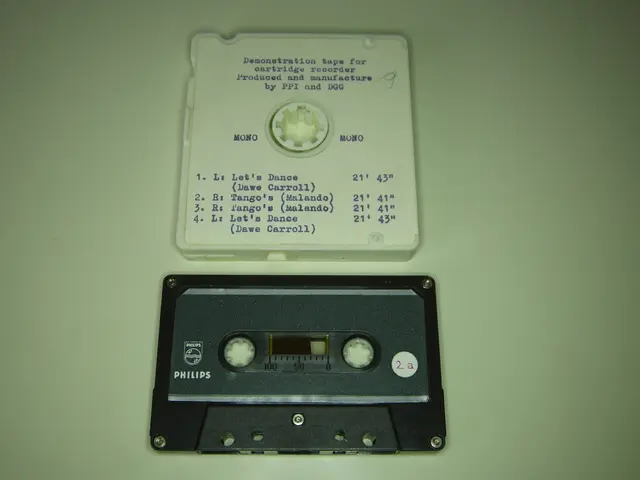 Demonstration tape for
cartridge recorder
Produced and manufacture
by PPI and DGG
9
MONO MONO
1. L: Let's Dance 21' 43"
(Dawe Carroll)
2. R: Tango's (Malando) 21' 41"
3. R: Tango's (Malando) 21' 41"
4. L: Let's Dance 21' 43"
(Dawe Carroll)
PHILIPS
PHILIPS
100 50 0
2a